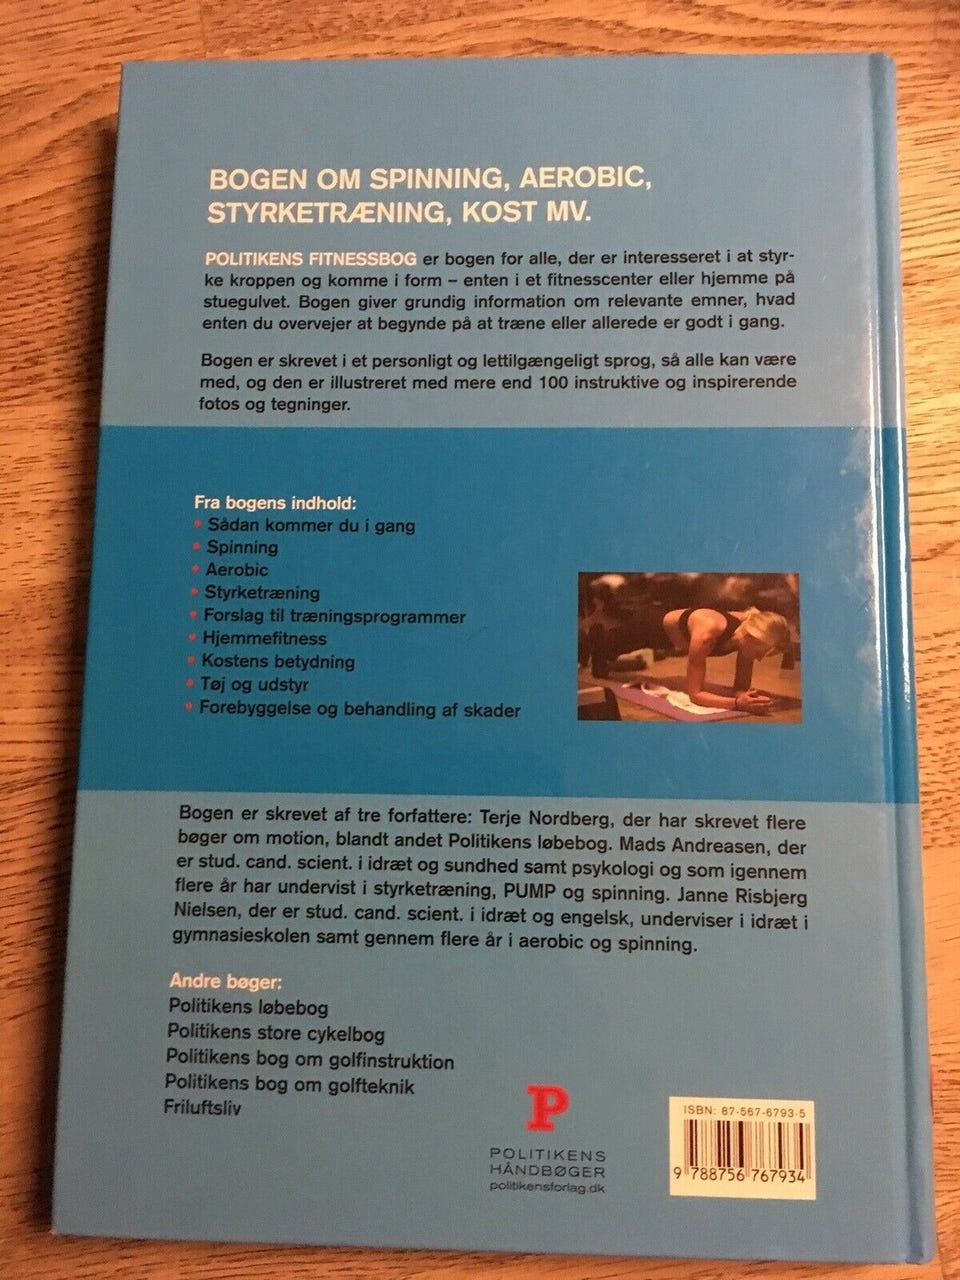 BOGEN OM SPINNING, AEROBIC,
STYRKETRÆNING, KOST MV.
POLITIKENS FITNESSBOG er bogen for alle, der er interesseret i at styr-
ke kroppen og komme i form – enten i et fitnesscenter eller hjemme på
stuegulvet. Bogen giver grundig information om relevante emner, hvad
enten du overvejer at begynde på at træne eller allerede er godt i gang.
Bogen er skrevet i et personligt og lettilgængeligt sprog, så alle kan være
med, og den er illustreret med mere end 100 instruktive og inspirerende
fotos og tegninger.
Fra bogens indhold:
• Sådan kommer du i gang
• Spinning
• Aerobic
• Styrketræning
• Forslag til træningsprogrammer
• Hjemmefitness
• Kostens betydning
• Tøj og udstyr
• Forebyggelse og behandling af skader
Bogen er skrevet af tre forfattere: Terje Nordberg, der har skrevet flere
bøger om motion, blandt andet Politikens løbebog. Mads Andreasen, der
er stud. cand. scient. i idræt og sundhed samt psykologi og som igennem
flere år har undervist i styrketræning, PUMP og spinning. Janne Risbjerg
Nielsen, der er stud. cand. scient. i idræt og engelsk, underviser i idræt i
gymnasieskolen samt gennem flere år i aerobic og spinning.
Andre bøger:
Politikens løbebog
Politikens store cykelbog
Politikens bog om golfinstruktion
Politikens bog om golfteknik
Friluftsliv
P
POLITIKENS
HÅNDBØGER
politikensforlag.dk
ISBN: 87-567-6793-5
9 788756 767934